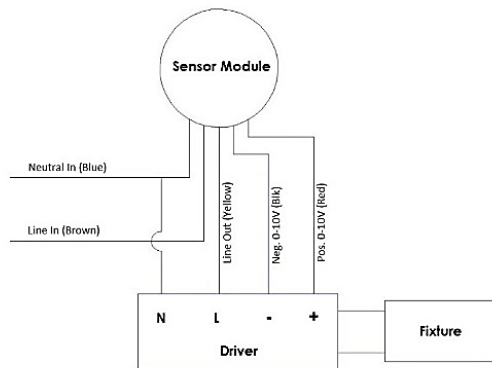 Sensor Module
Neutral In (Blue)
Line In (Brown)
Line Out (Yellow)
Neg. 0-10V (Blk)
Pos. 0-10V (Red)
N L - +
Driver
Fixture